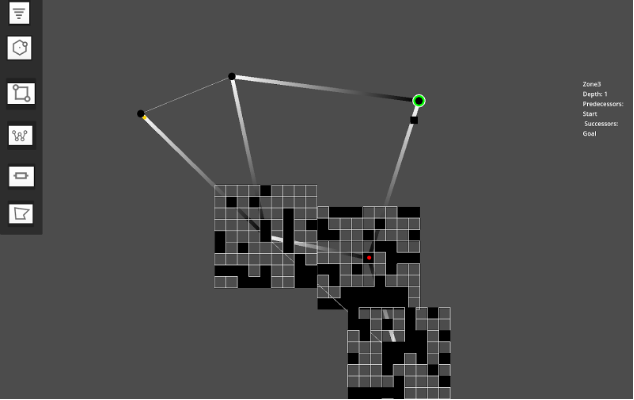 Zone3
Depth: 1
Predecessors:
Start
Successors:
Goal